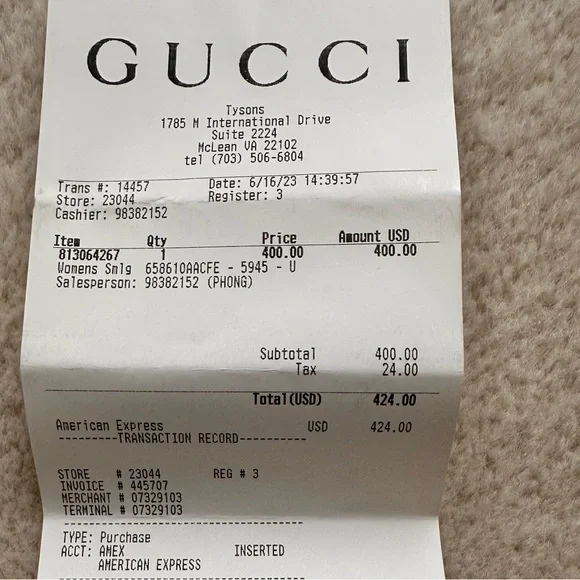 GUCCI
Tysons
1785 M International Drive
Suite 2224
McLean VA 22102
tel (703) 506-6804
Trans #: 14457 Date: 6/16/23 14:39:57
Store: 23044 Register: 3
Cashier: 98382152
Item Qty Price Amount USD
813064267 1 400.00 400.00
Womens Smlg 658610AACFE - 5945 - U
Salesperson: 98382152 (PHONG)
Subtotal 400.00
Tax 24.00
Total(USD) 424.00
American Express USD 424.00
----------TRANSACTION RECORD-----------
STORE # 23044 REG # 3
INVOICE # 445707
MERCHANT # 07329103
TERMINAL # 07329103
---------------------------------------
TYPE: Purchase
ACCT: AMEX INSERTED
AMERICAN EXPRESS
---------------------------------------